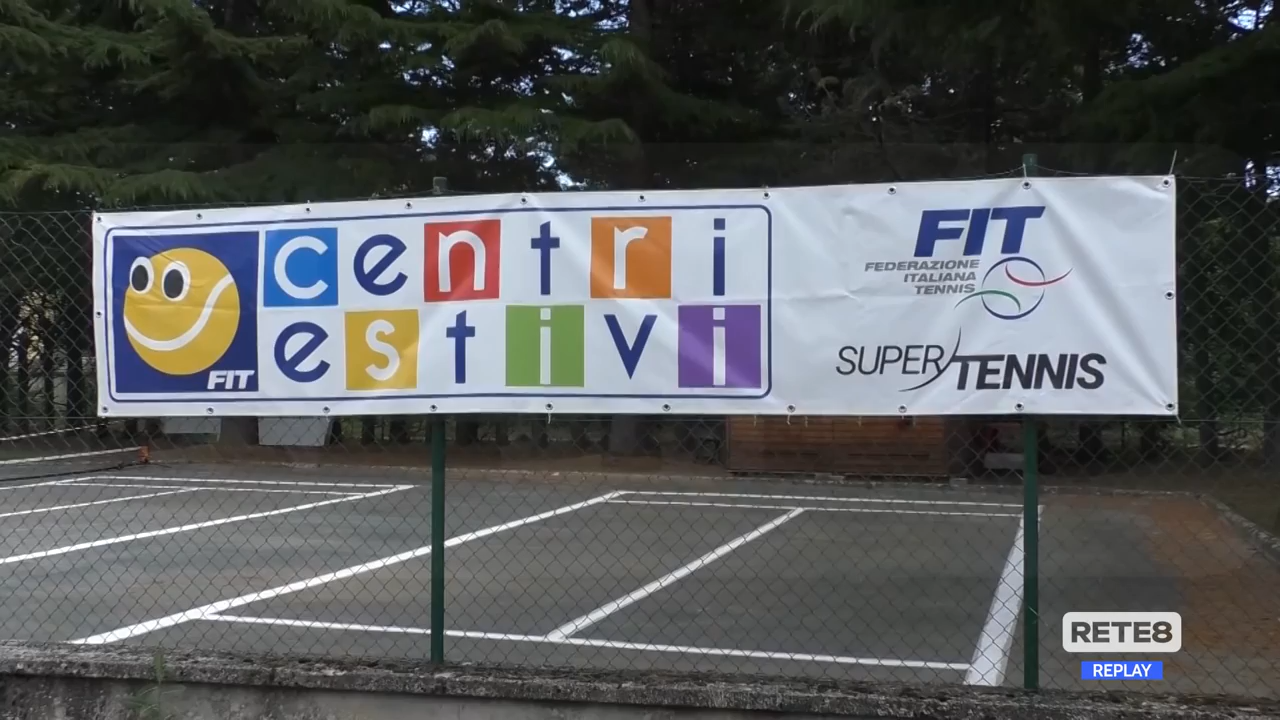 centri
estivi
FIT
FIT
FEDERAZIONE
ITALIANA
TENNIS
SUPERTENNIS
RETE8
REPLAY